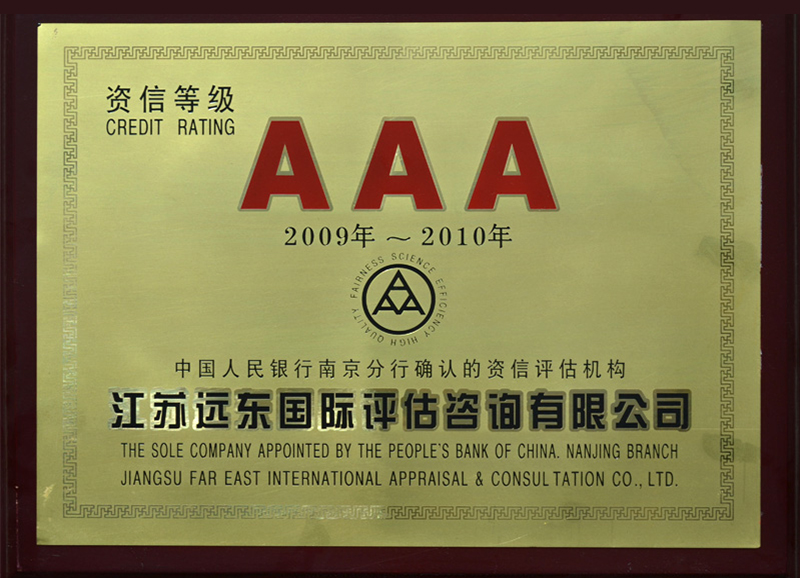 资信等级
CREDIT RATING
AAA
2009年～2010年
FAIRNESS SCIENCE EFFICIENCY HIGH QUALITY
中国人民银行南京分行确认的资信评估机构
江苏远东国际评估咨询有限公司
THE SOLE COMPANY APPOINTED BY THE PEOPLE'S BANK OF CHINA. NANJING BRANCH
JIANGSU FAR EAST INTERNATIONAL APPRAISAL & CONSULTATION CO., LTD.